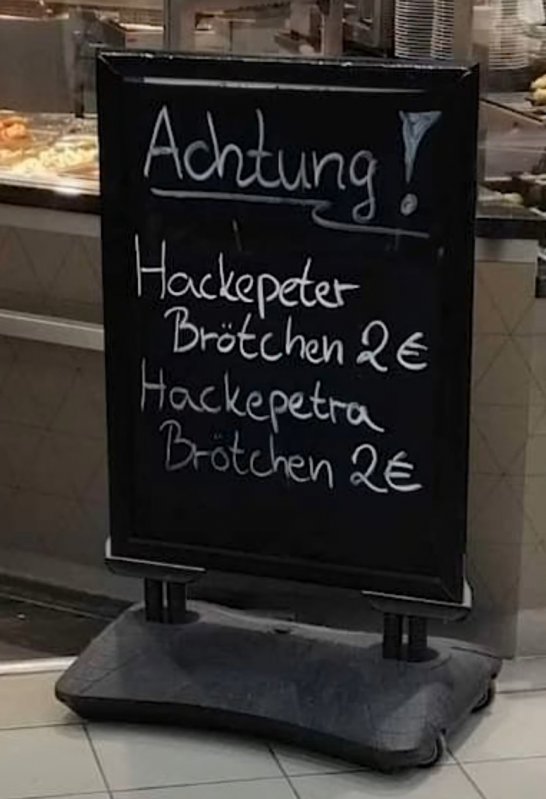 Achtung!
Hackepeter
Brötchen 2€
Hackepetra
Brötchen 2€